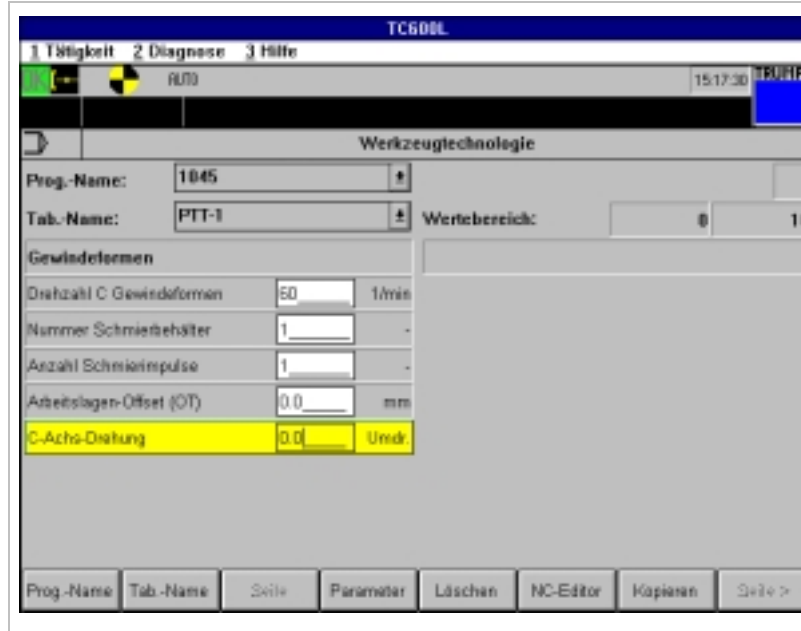 TC600L
1 Tätigkeit 2 Diagnose 3 Hilfe
AUTO 15:17:30 TRUMPF
Werkzeugtechnologie
Prog.-Name: 1045
Tab.-Name: PTT-1 Wertebereich: 0
Gewindeformen
Drehzahl C Gewindeformen 60 1/min
Nummer Schmierbehälter 1 -
Anzahl Schmierimpulse 1 -
Arbeitslagen-Offset (OT) 0.0 mm
C-Achs-Drehung 0.0 Umdr.
Prog.-Name Tab.-Name Seite Parameter Löschen NC-Editor Kopieren Seite >